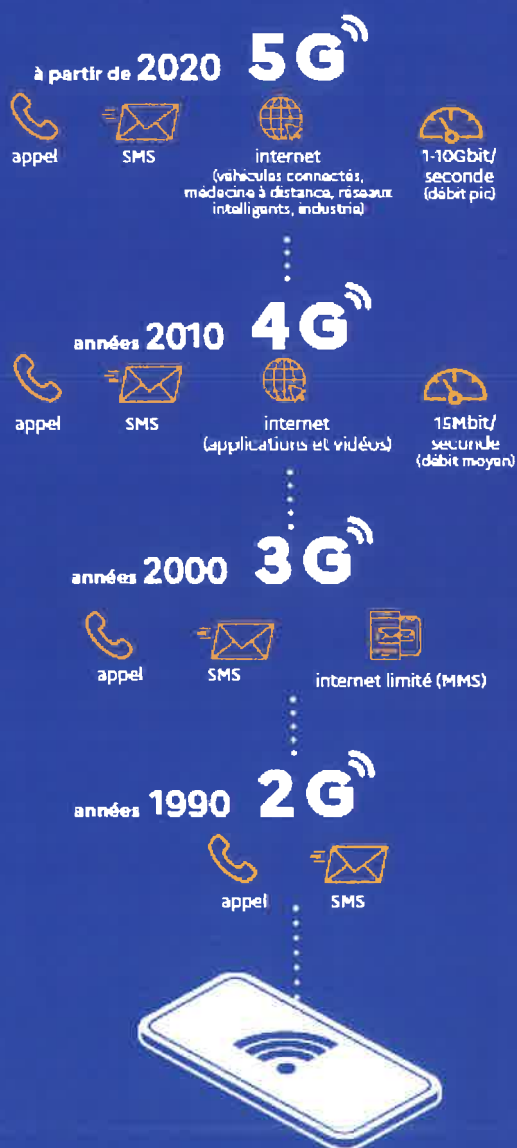 à partir de 2020 5G
appel
SMS
internet
(véhicules connectés,
médecine à distance, réseaux
intelligents, industrie)
1-10Gbit/
seconde
(débit pic)
années 2010 4G
appel
SMS
internet
(applications et vidéos)
15Mbit/
seconde
(débit moyen)
années 2000 3G
appel
SMS
internet limité (MMS)
années 1990 2G
appel
SMS